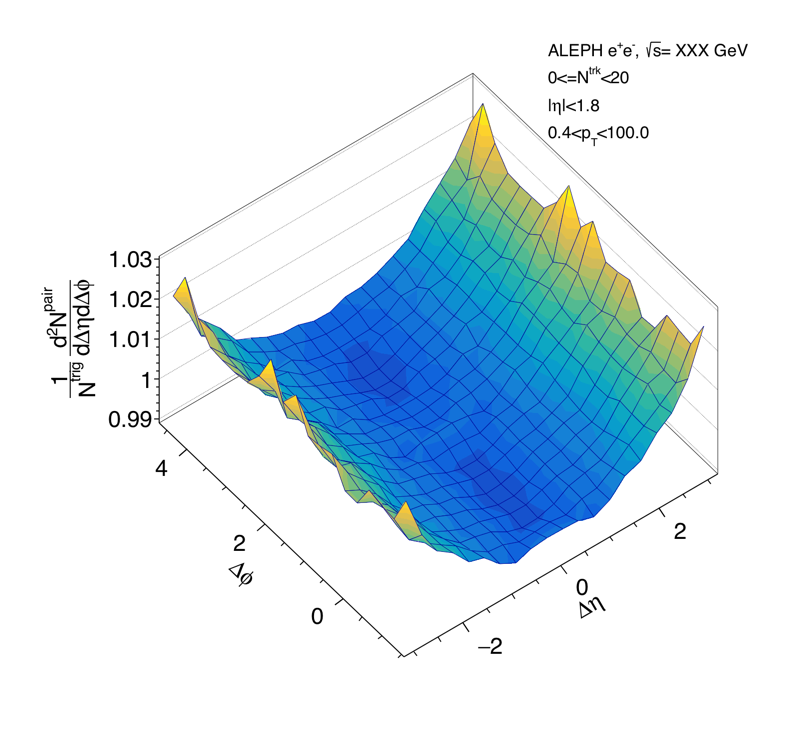 ALEPH e⁺e⁻, √s= XXX GeV
0<=Nᵗʳᵏ<20
|η|<1.8
0.4<p_T<100.0
1.03
1.02
1.01
1
0.99
1/N^trig d²N^pair/dΔηdΔϕ
4
2
0
Δϕ
−2
0
2
Δη